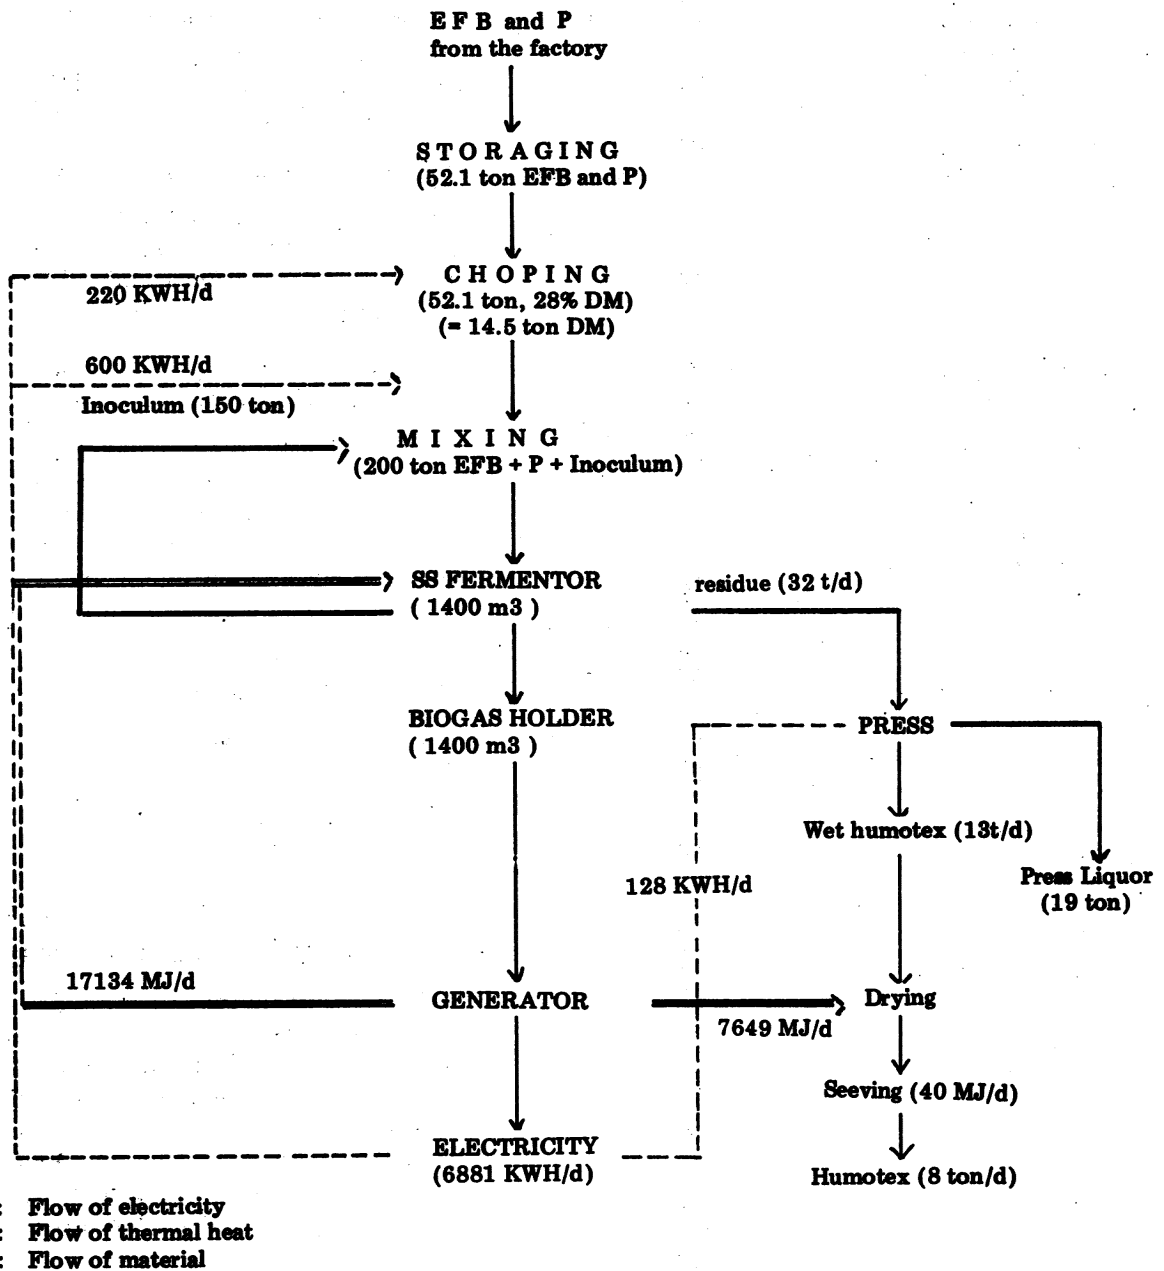 E F B and P
from the factory
S T O R A G I N G
(52.1 ton EFB and P)
C H O P I N G
(52.1 ton, 28% DM)
(= 14.5 ton DM)
220 KWH/d
600 KWH/d
Inoculum (150 ton)
M I X I N G
(200 ton EFB + P + Inoculum)
SS FERMENTOR
( 1400 m3 )
residue (32 t/d)
BIOGAS HOLDER
( 1400 m3 )
PRESS
Wet humotex (13t/d)
128 KWH/d
Press Liquor
(19 ton)
17134 MJ/d
GENERATOR
Drying
7649 MJ/d
Seeving (40 MJ/d)
ELECTRICITY
(6881 KWH/d)
Humotex (8 ton/d)
: Flow of electricity
: Flow of thermal heat
: Flow of material